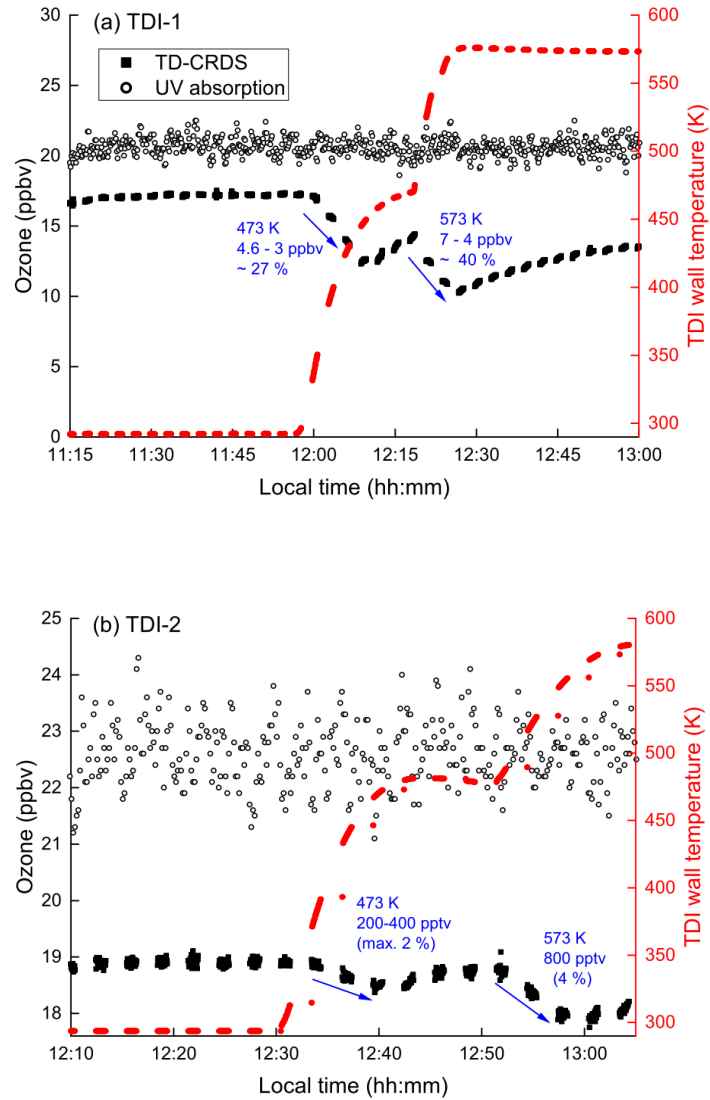 (a) TDI-1
TD-CRDS
UV absorption
30
25
20
15
10
5
0
Ozone (ppbv)
600
550
500
450
400
350
300
TDI wall temperature (K)
473 K
4.6 - 3 ppbv
~ 27 %
573 K
7 - 4 ppbv
~ 40 %
11:15 11:30 11:45 12:00 12:15 12:30 12:45 13:00
Local time (hh:mm)
(b) TDI-2
25
24
23
22
21
20
19
18
Ozone (ppbv)
600
550
500
450
400
350
300
TDI wall temperature (K)
473 K
200-400 pptv
(max. 2 %)
573 K
800 pptv
(4 %)
12:10 12:20 12:30 12:40 12:50 13:00
Local time (hh:mm)